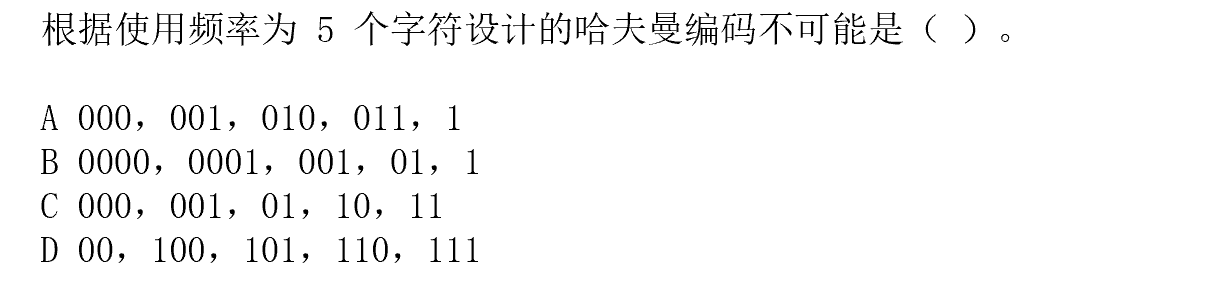 根据使用频率为 5 个字符设计的哈夫曼编码不可能是（ ）。
A 000，001，010，011，1
B 0000，0001，001，01，1
C 000，001，01，10，11
D 00，100，101，110，111